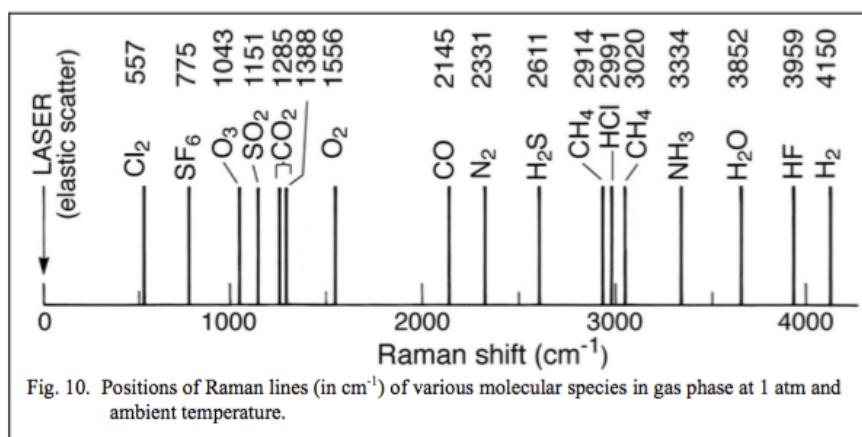 557 775 1043 1151 1285 1388 1556 2145 2331 2611 2914 2991 3020 3334 3852 3959 4150
LASER
(elastic scatter)
Cl₂ SF₆ O₃ SO₂ CO₂ O₂ CO N₂ H₂S CH₄ HCl CH₄ NH₃ H₂O HF H₂
0 1000 2000 3000 4000
Raman shift (cm⁻¹)
Fig. 10. Positions of Raman lines (in cm⁻¹) of various molecular species in gas phase at 1 atm and
ambient temperature.